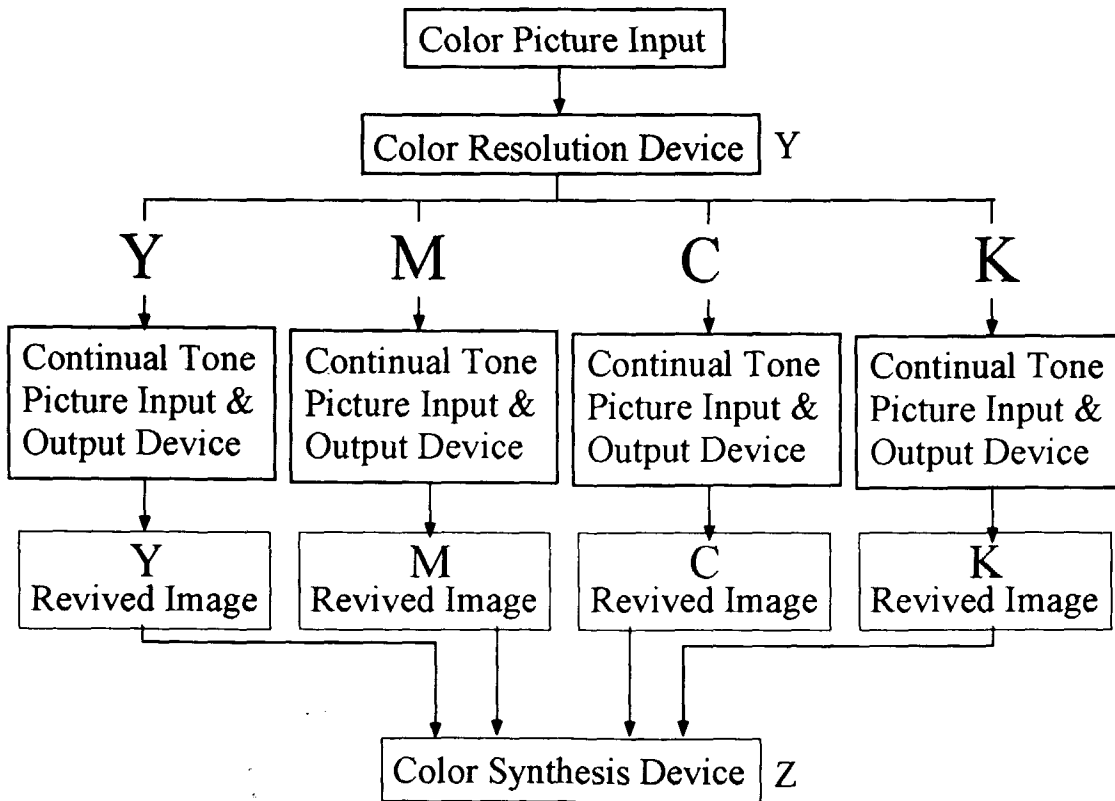 Color Picture Input
Color Resolution Device
Y
Y
M
C
K
Continual Tone
Picture Input &
Output Device
Continual Tone
Picture Input &
Output Device
Continual Tone
Picture Input &
Output Device
Continual Tone
Picture Input &
Output Device
Y
Revived Image
M
Revived Image
C
Revived Image
K
Revived Image
Color Synthesis Device
Z